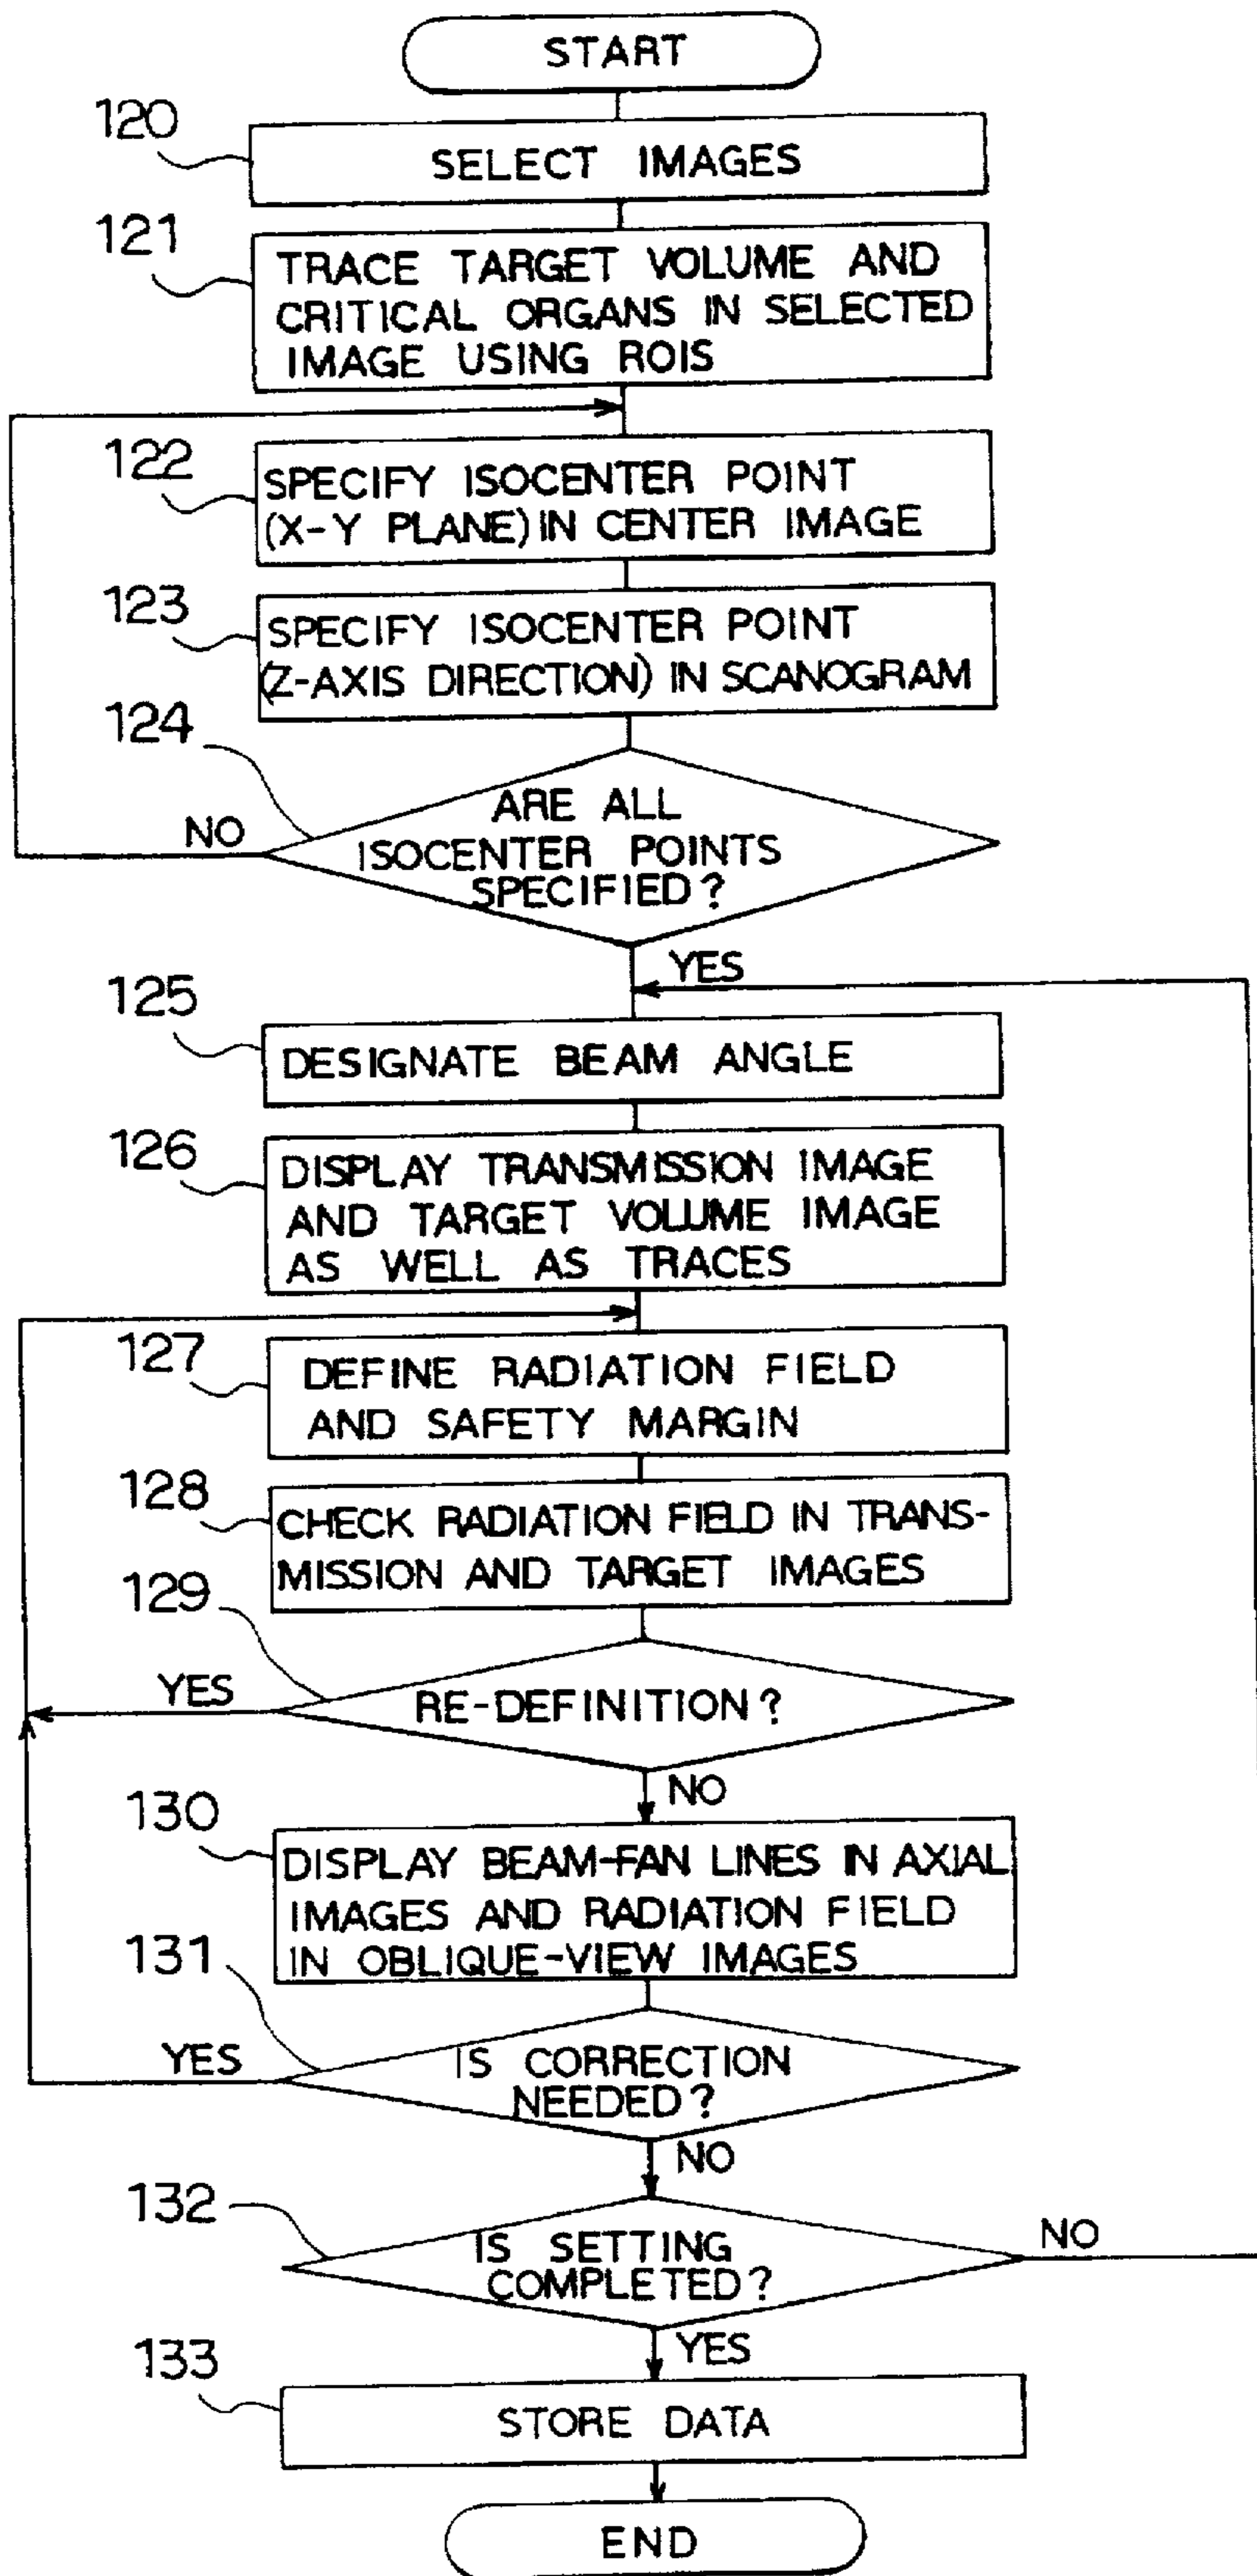 START
120
SELECT IMAGES
121
TRACE TARGET VOLUME AND
CRITICAL ORGANS IN SELECTED
IMAGE USING ROIS
122
SPECIFY ISOCENTER POINT
(X-Y PLANE) IN CENTER IMAGE
123
SPECIFY ISOCENTER POINT
(Z-AXIS DIRECTION) IN SCANOGRAM
124
ARE ALL
ISOCENTER POINTS
SPECIFIED?
NO
YES
125
DESIGNATE BEAM ANGLE
126
DISPLAY TRANSMISSION IMAGE
AND TARGET VOLUME IMAGE
AS WELL AS TRACES
127
DEFINE RADIATION FIELD
AND SAFETY MARGIN
128
CHECK RADIATION FIELD IN TRANS-
MISSION AND TARGET IMAGES
129
YES
RE-DEFINITION?
NO
130
DISPLAY BEAM-FAN LINES IN AXIAL
IMAGES AND RADIATION FIELD
IN OBLIQUE-VIEW IMAGES
131
YES
IS CORRECTION
NEEDED?
NO
132
IS SETTING
COMPLETED?
NO
YES
133
STORE DATA
END